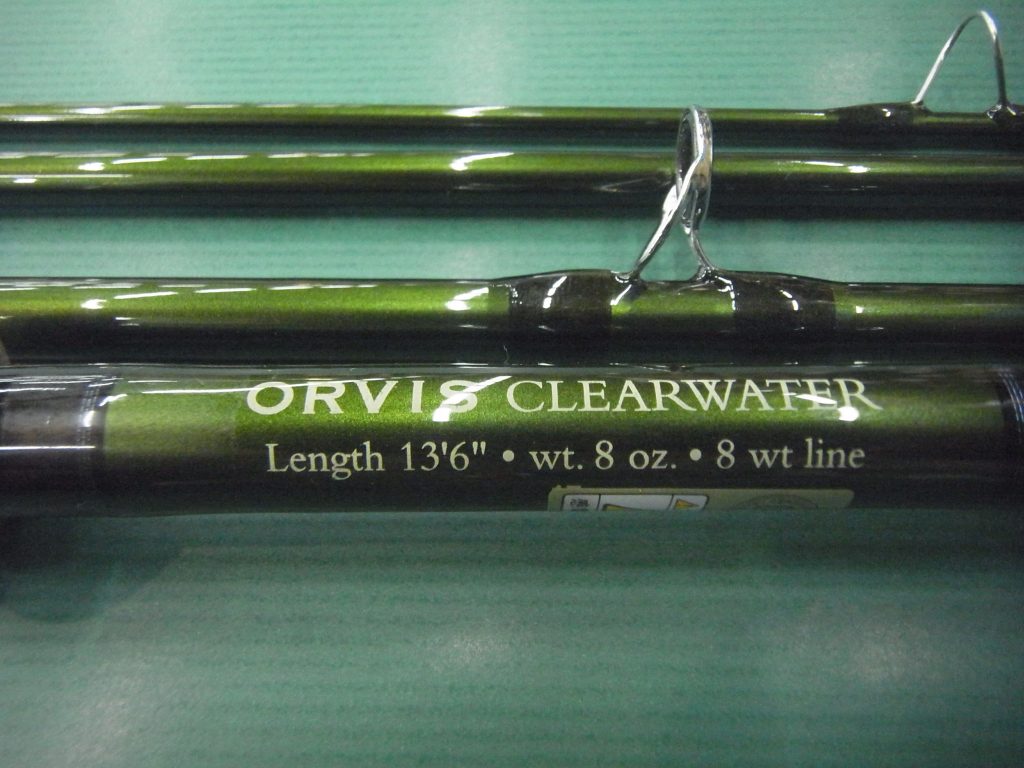 ORVIS CLEARWATER
Length 13'6" • wt. 8 oz. • 8 wt line